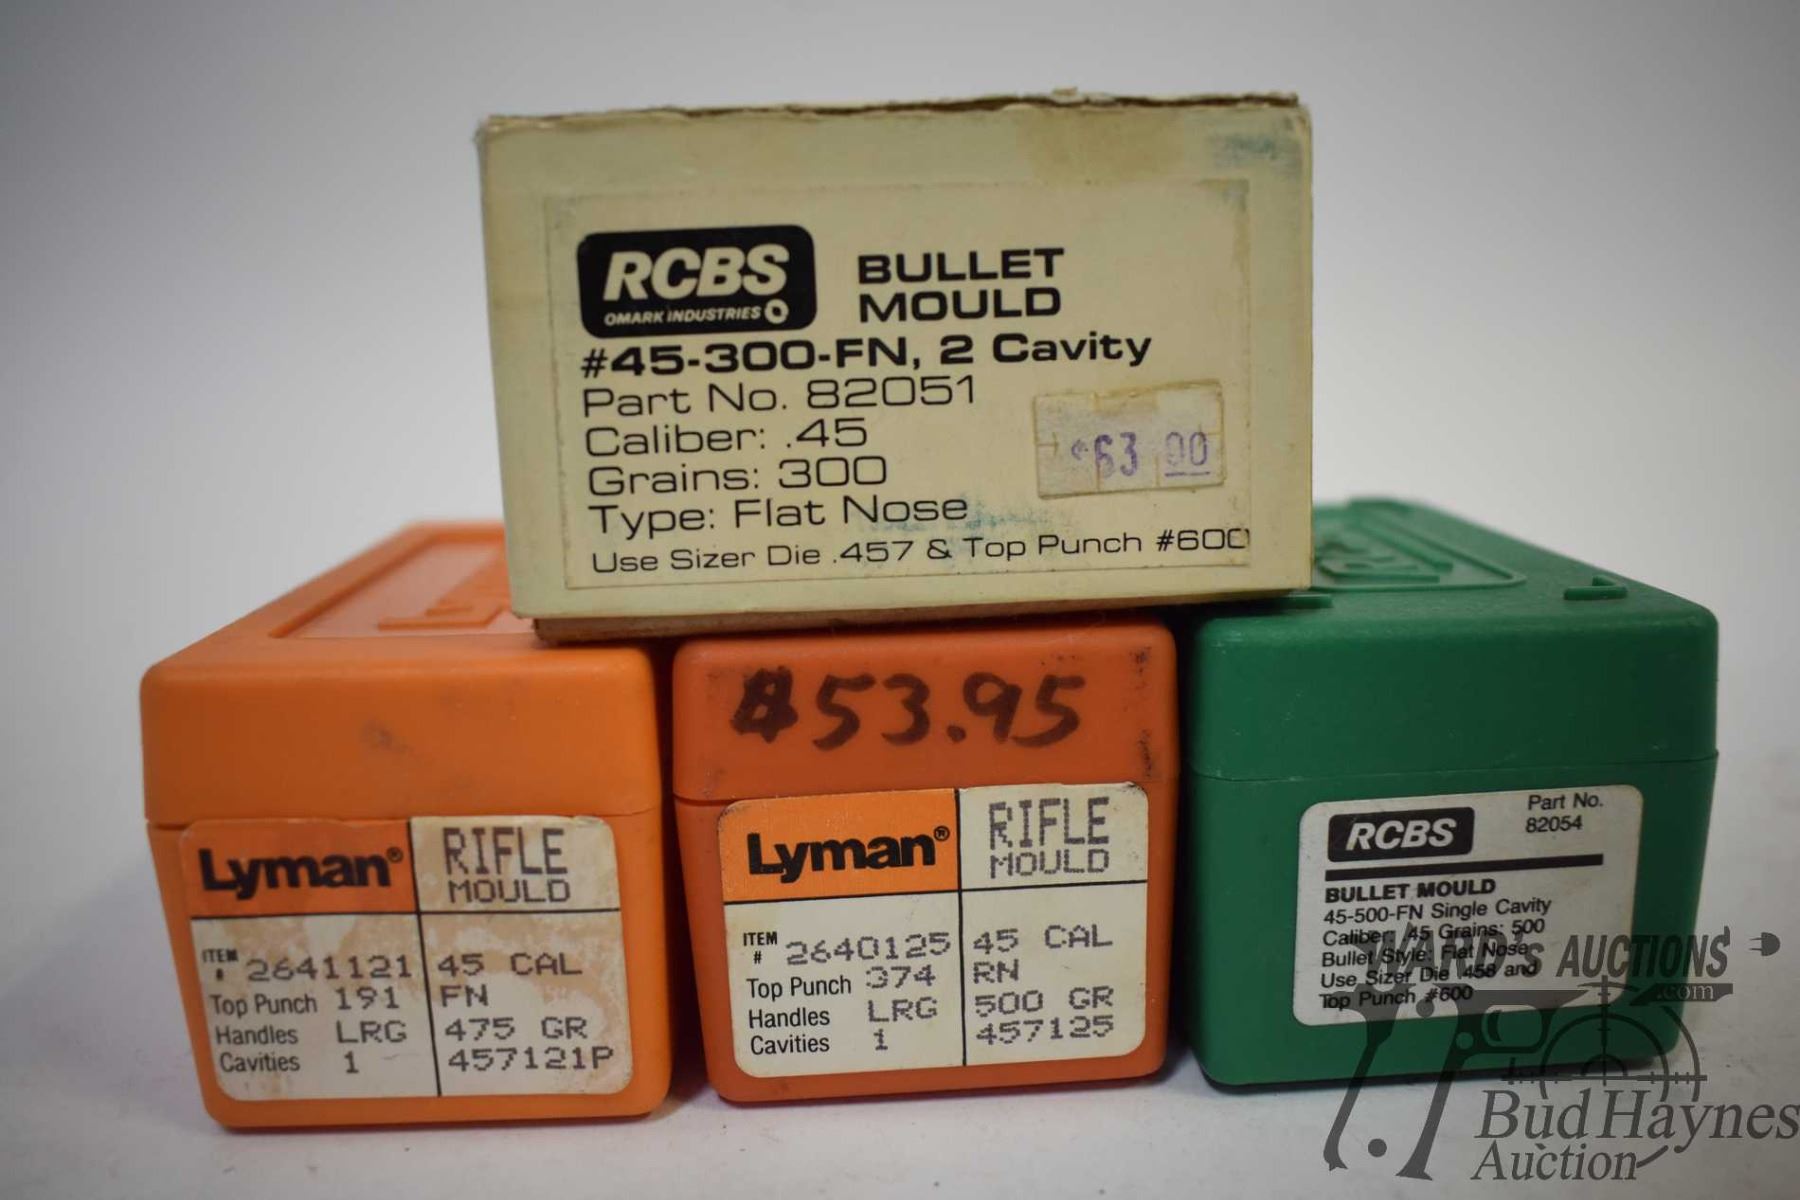 RCBS
OMARK INDUSTRIES
BULLET
MOULD
#45-300-FN, 2 Cavity
Part No. 82051
Caliber: .45
Grains: 300
Type: Flat Nose
Use Sizer Die .457 & Top Punch #600
$63.00
Lyman®
RIFLE
MOULD
ITEM # 2641121
Top Punch 191
Handles LRG
Cavities 1
45 CAL
FN
475 GR
457121P
$53.95
Lyman®
RIFLE
MOULD
ITEM # 2640125
Top Punch 374
Handles LRG
Cavities 1
45 CAL
RN
500 GR
457125
RCBS
Part No.
82054
BULLET MOULD
45-500-FN Single Cavity
Caliber: .45 Grains: 500
Bullet Style: Flat Nose
Use Sizer Die .458 and
Top Punch #600
WARD's AUCTIONS
.com
Bud Haynes
Auction